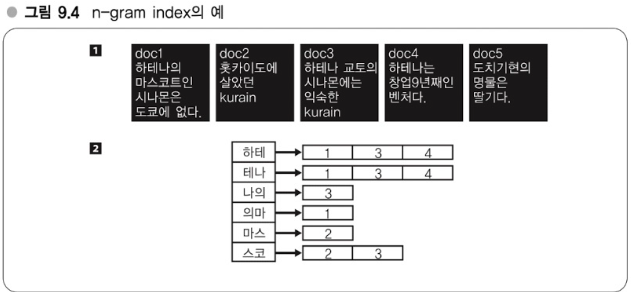 그림 9.4 n-gram index의 예
1
doc1
하테나의
마스코트인
시나몬은
도쿄에 없다.
doc2
홋카이도에
살았던
kurain
doc3
하테나 교토의
시나몬에는
익숙한
kurain
doc4
하테나는
창업9년째인
벤처다.
doc5
도치기현의
명물은
딸기다.
2
하테 1 3 4
테나 1 3 4
나의 3
의마 1
마스 2
스코 2 3